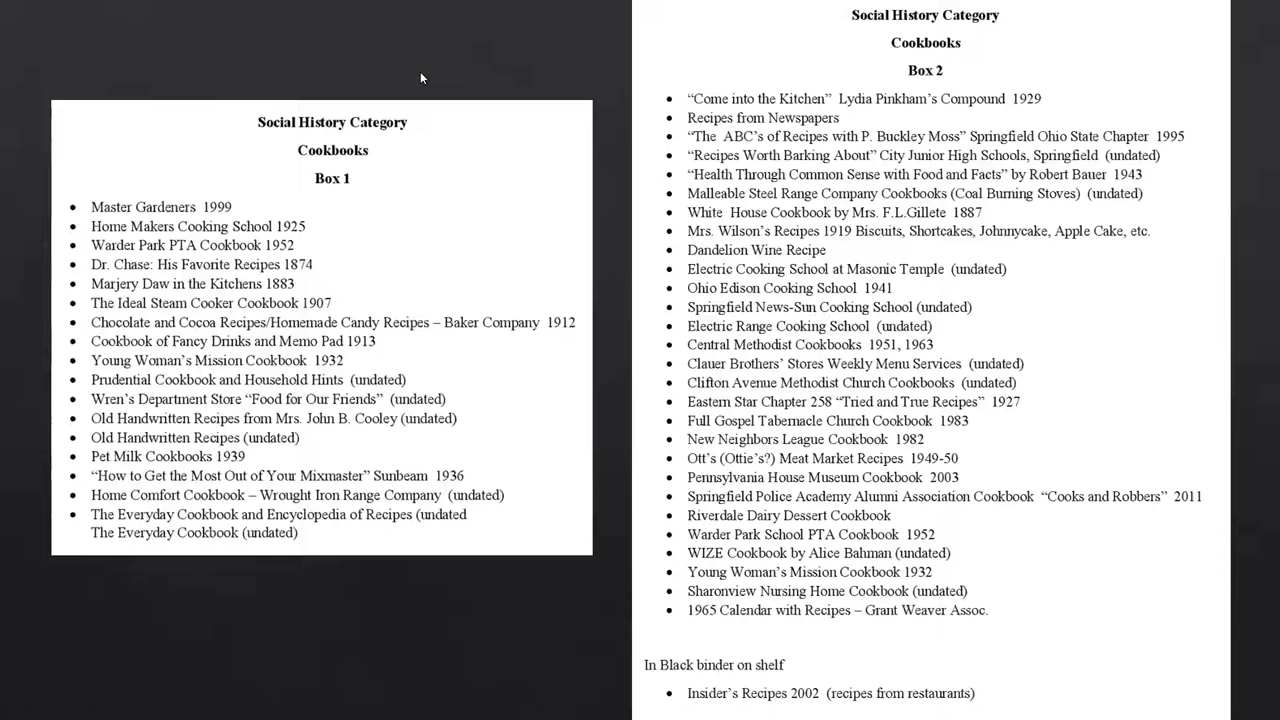 Social History Category
Cookbooks
Box 1
• Master Gardeners 1999
• Home Makers Cooking School 1925
• Warder Park PTA Cookbook 1952
• Dr. Chase: His Favorite Recipes 1874
• Marjery Daw in the Kitchens 1883
• The Ideal Steam Cooker Cookbook 1907
• Chocolate and Cocoa Recipes/Homemade Candy Recipes – Baker Company 1912
• Cookbook of Fancy Drinks and Memo Pad 1913
• Young Woman's Mission Cookbook 1932
• Prudential Cookbook and Household Hints (undated)
• Wren's Department Store “Food for Our Friends” (undated)
• Old Handwritten Recipes from Mrs. John B. Cooley (undated)
• Old Handwritten Recipes (undated)
• Pet Milk Cookbooks 1939
• “How to Get the Most Out of Your Mixmaster” Sunbeam 1936
• Home Comfort Cookbook – Wrought Iron Range Company (undated)
• The Everyday Cookbook and Encyclopedia of Recipes (undated
The Everyday Cookbook (undated)
Social History Category
Cookbooks
Box 2
• “Come into the Kitchen” Lydia Pinkham's Compound 1929
• Recipes from Newspapers
• “The ABC's of Recipes with P. Buckley Moss” Springfield Ohio State Chapter 1995
• “Recipes Worth Barking About” City Junior High Schools, Springfield (undated)
• “Health Through Common Sense with Food and Facts” by Robert Bauer 1943
• Malleable Steel Range Company Cookbooks (Coal Burning Stoves) (undated)
• White House Cookbook by Mrs. F.L.Gillete 1887
• Mrs. Wilson's Recipes 1919 Biscuits, Shortcakes, Johnnycake, Apple Cake, etc.
• Dandelion Wine Recipe
• Electric Cooking School at Masonic Temple (undated)
• Ohio Edison Cooking School 1941
• Springfield News-Sun Cooking School (undated)
• Electric Range Cooking School (undated)
• Central Methodist Cookbooks 1951, 1963
• Clauer Brothers' Stores Weekly Menu Services (undated)
• Clifton Avenue Methodist Church Cookbooks (undated)
• Eastern Star Chapter 258 “Tried and True Recipes” 1927
• Full Gospel Tabernacle Church Cookbook 1983
• New Neighbors League Cookbook 1982
• Ott's (Ottie's?) Meat Market Recipes 1949-50
• Pennsylvania House Museum Cookbook 2003
• Springfield Police Academy Alumni Association Cookbook “Cooks and Robbers” 2011
• Riverdale Dairy Dessert Cookbook
• Warder Park School PTA Cookbook 1952
• WIZE Cookbook by Alice Bahman (undated)
• Young Woman's Mission Cookbook 1932
• Sharonview Nursing Home Cookbook (undated)
• 1965 Calendar with Recipes – Grant Weaver Assoc.
In Black binder on shelf
• Insider's Recipes 2002 (recipes from restaurants)